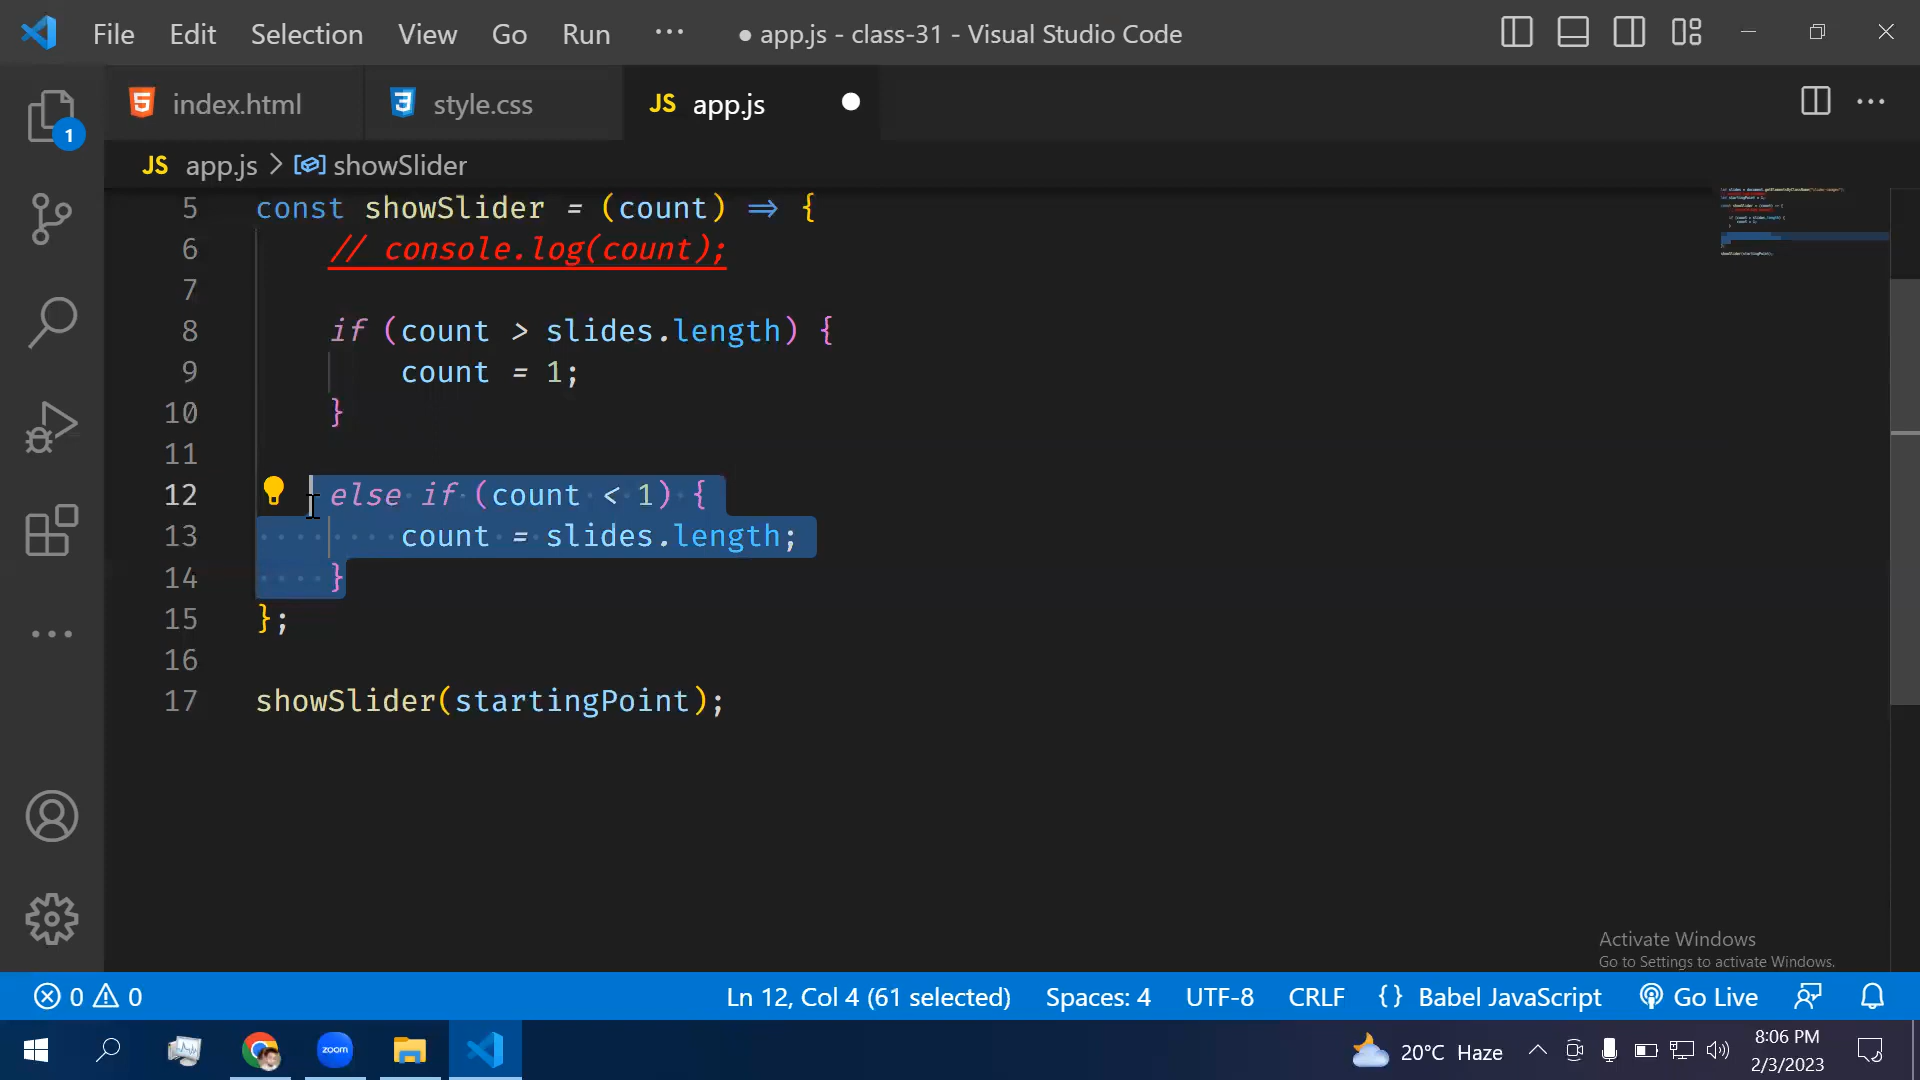 File Edit Selection View Go Run ··· ● app.js - class-31 - Visual Studio Code
index.html style.css JS app.js
JS app.js > showSlider
5 const showSlider = (count) ⇒ {
6 // console.log(count);
7
8 if (count > slides.length) {
9 count = 1;
10 }
11
12 else if (count < 1) {
13 count = slides.length;
14 }
15 };
16
17 showSlider(startingPoint);
1
Activate Windows
Go to Settings to activate Windows.
0 0 Ln 12, Col 4 (61 selected) Spaces: 4 UTF-8 CRLF {} Babel JavaScript Go Live
zoom 20°C Haze 8:06 PM
2/3/2023